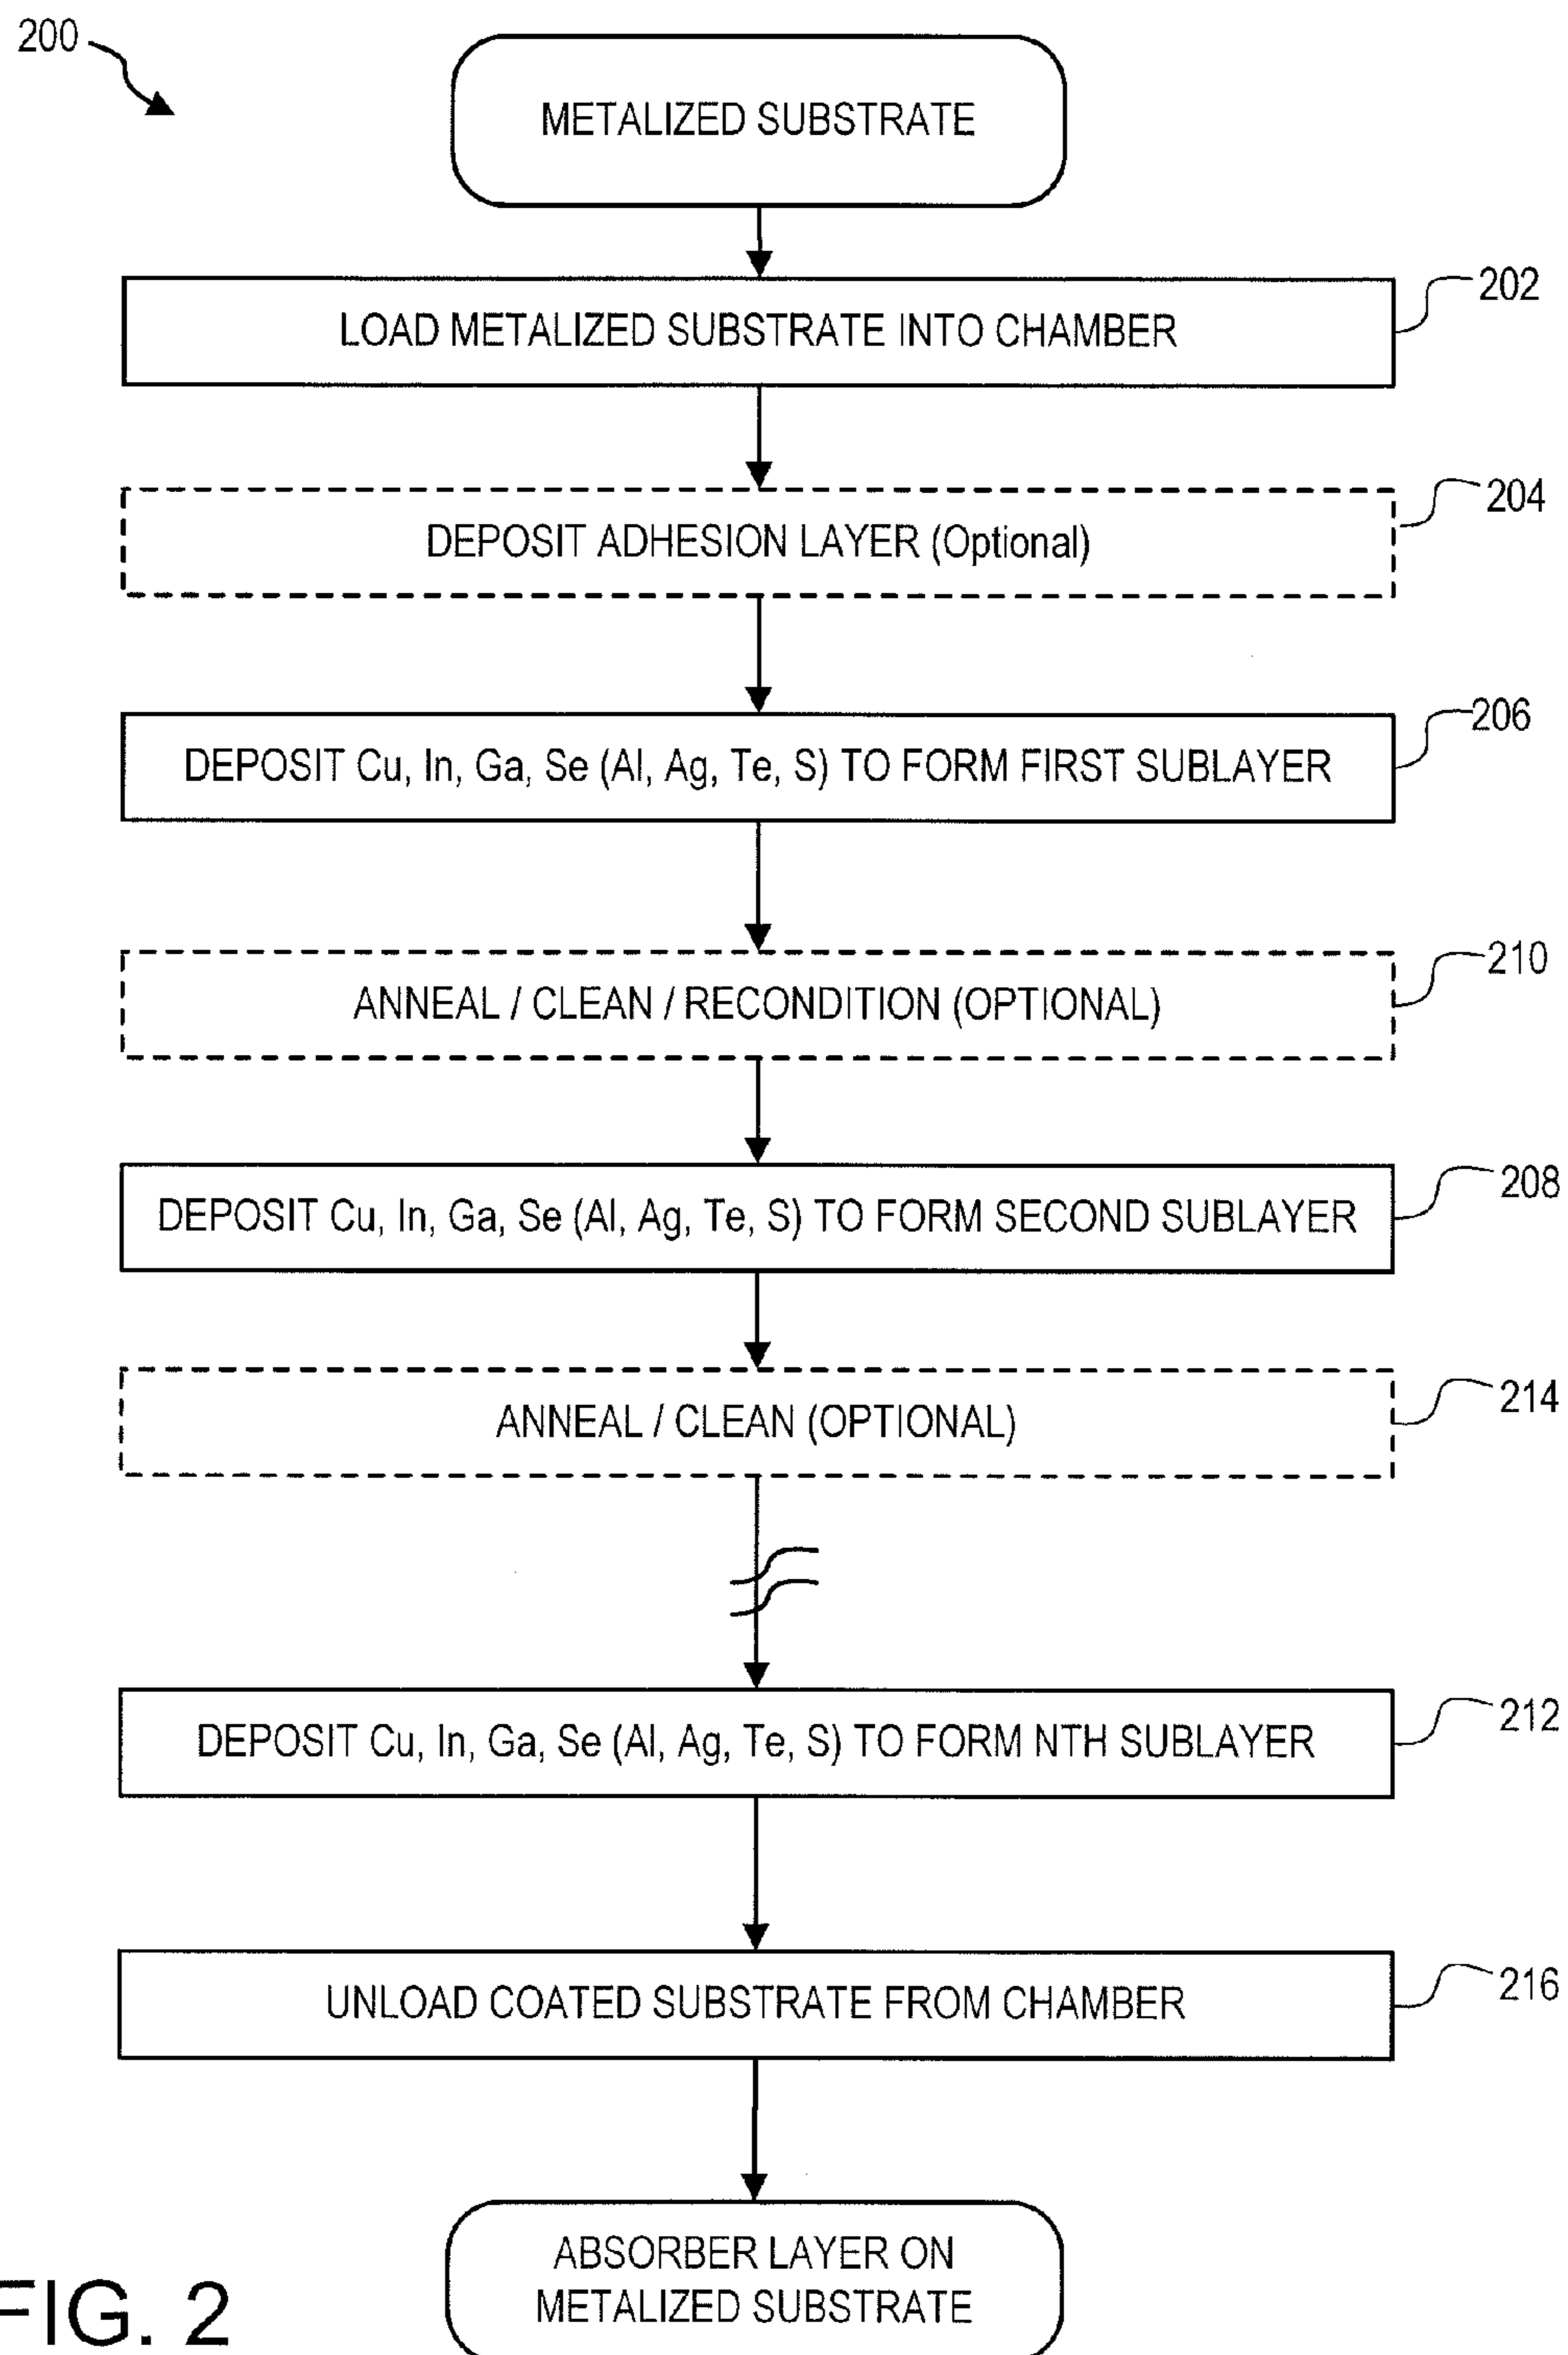 200
METALIZED SUBSTRATE
LOAD METALIZED SUBSTRATE INTO CHAMBER
202
DEPOSIT ADHESION LAYER (Optional)
204
DEPOSIT Cu, In, Ga, Se (Al, Ag, Te, S) TO FORM FIRST SUBLAYER
206
ANNEAL / CLEAN / RECONDITION (OPTIONAL)
210
DEPOSIT Cu, In, Ga, Se (Al, Ag, Te, S) TO FORM SECOND SUBLAYER
208
ANNEAL / CLEAN (OPTIONAL)
214
DEPOSIT Cu, In, Ga, Se (Al, Ag, Te, S) TO FORM NTH SUBLAYER
212
UNLOAD COATED SUBSTRATE FROM CHAMBER
216
ABSORBER LAYER ON
METALIZED SUBSTRATE
FIG. 2